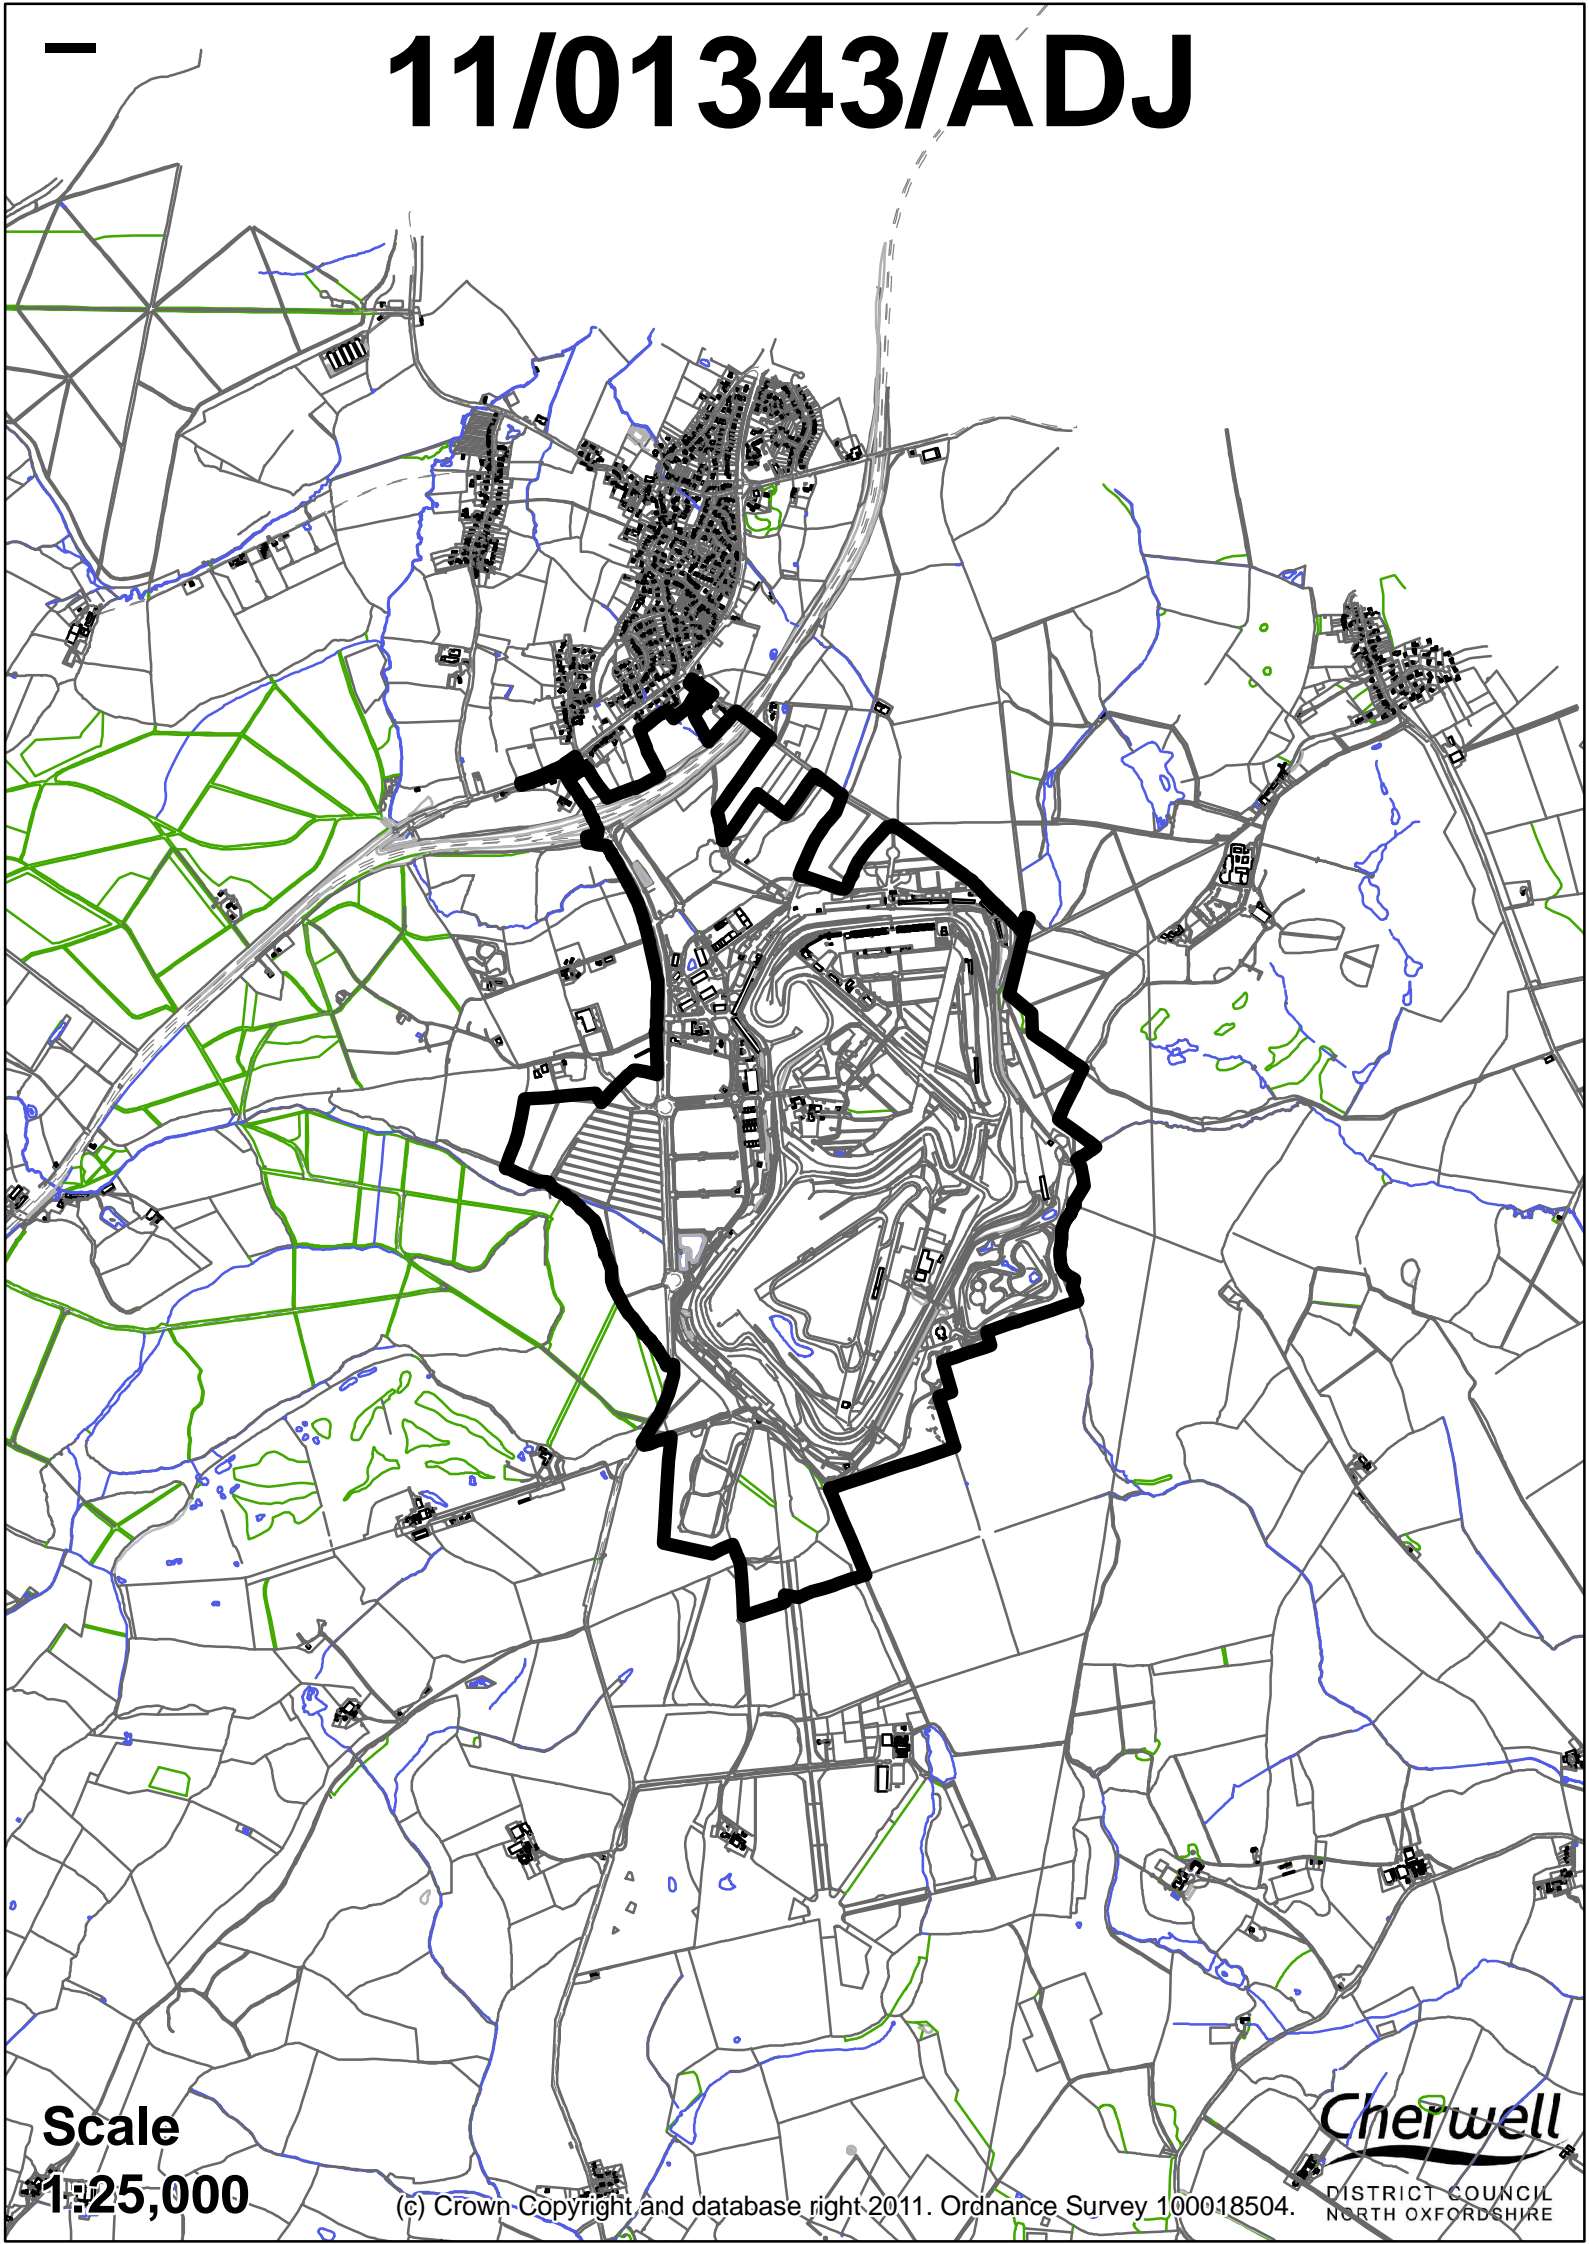 11/01343/ADJ
Scale
1:25,000
(c) Crown Copyright and database right 2011. Ordnance Survey 100018504.
Cherwell
DISTRICT COUNCIL
NORTH OXFORDSHIRE